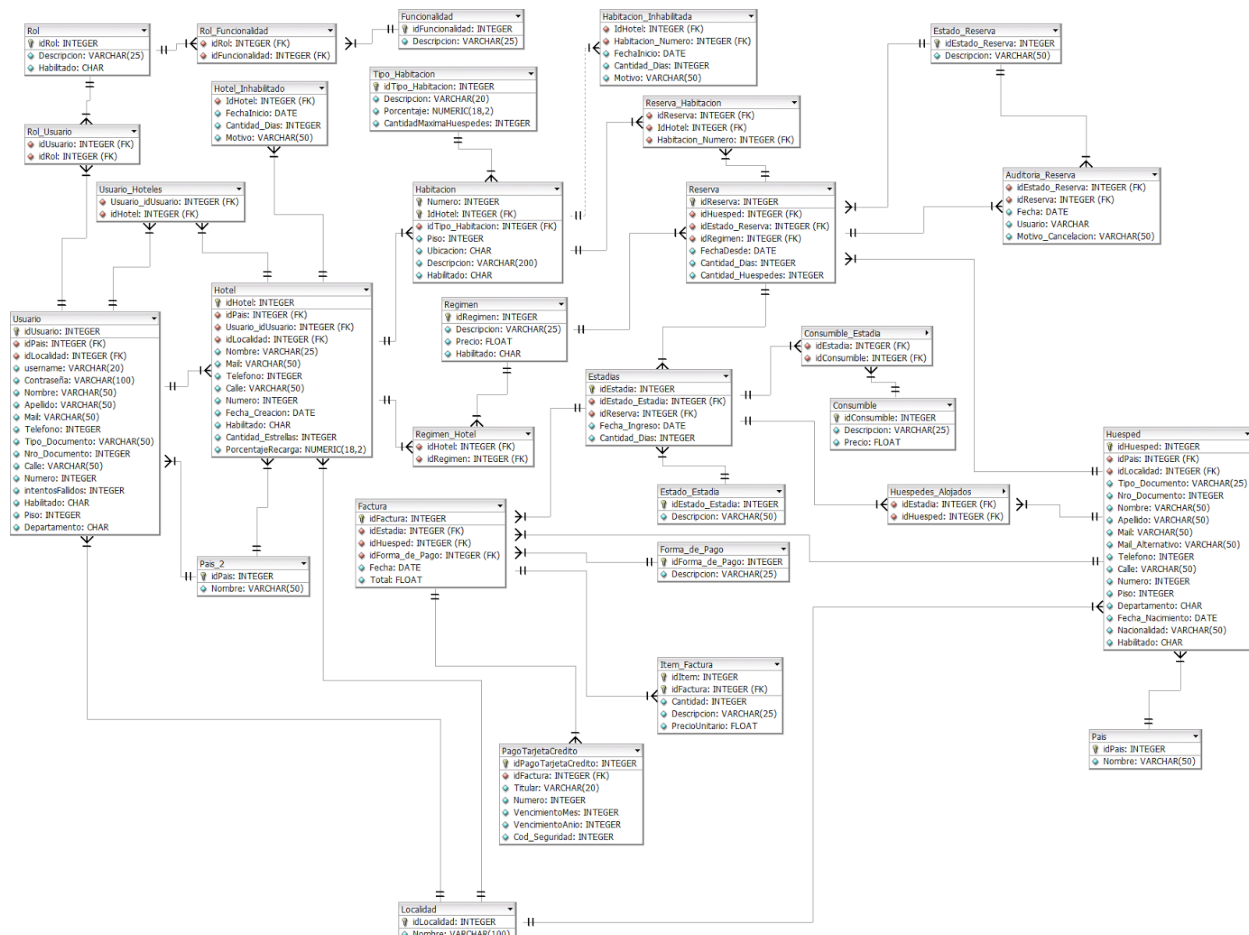 Rol
idRol: INTEGER
Descripcion: VARCHAR(25)
Habilitado: CHAR
Rol_Funcionalidad
idRol: INTEGER (FK)
idFuncionalidad: INTEGER (FK)
Funcionalidad
idFuncionalidad: INTEGER
Descripcion: VARCHAR(25)
Habitacion_Inhabilitada
IdHotel: INTEGER (FK)
Habitacion_Numero: INTEGER (FK)
FechaInicio: DATE
Cantidad_Dias: INTEGER
Motivo: VARCHAR(50)
Estado_Reserva
idEstado_Reserva: INTEGER
Descripcion: VARCHAR(50)
Hotel_Inhabilitado
IdHotel: INTEGER (FK)
FechaInicio: DATE
Cantidad_Dias: INTEGER
Motivo: VARCHAR(50)
Tipo_Habitacion
idTipo_Habitacion: INTEGER
Descripcion: VARCHAR(20)
Porcentaje: NUMERIC(18,2)
CantidadMaximaHuespedes: INTEGER
Reserva_Habitacion
idReserva: INTEGER (FK)
IdHotel: INTEGER (FK)
Habitacion_Numero: INTEGER (FK)
Rol_Usuario
idUsuario: INTEGER (FK)
idRol: INTEGER (FK)
Usuario_Hoteles
Usuario_idUsuario: INTEGER (FK)
idHotel: INTEGER (FK)
Habitacion
Numero: INTEGER
IdHotel: INTEGER (FK)
idTipo_Habitacion: INTEGER (FK)
Piso: INTEGER
Ubicacion: CHAR
Descripcion: VARCHAR(200)
Habilitado: CHAR
Reserva
idReserva: INTEGER
idHuesped: INTEGER (FK)
idEstado_Reserva: INTEGER (FK)
idRegimen: INTEGER (FK)
FechaDesde: DATE
Cantidad_Dias: INTEGER
Cantidad_Huespedes: INTEGER
Auditoria_Reserva
idEstado_Reserva: INTEGER (FK)
idReserva: INTEGER (FK)
Fecha: DATE
Usuario: VARCHAR
Motivo_Cancelacion: VARCHAR(50)
Usuario
idUsuario: INTEGER
idPais: INTEGER (FK)
idLocalidad: INTEGER (FK)
username: VARCHAR(20)
Contraseña: VARCHAR(100)
Nombre: VARCHAR(50)
Apellido: VARCHAR(50)
Mail: VARCHAR(50)
Telefono: INTEGER
Tipo_Documento: VARCHAR(50)
Nro_Documento: INTEGER
Calle: VARCHAR(50)
Numero: INTEGER
intentosFallidos: INTEGER
Habilitado: CHAR
Piso: INTEGER
Departamento: CHAR
Hotel
idHotel: INTEGER
idPais: INTEGER (FK)
Usuario_idUsuario: INTEGER (FK)
idLocalidad: INTEGER (FK)
Nombre: VARCHAR(25)
Mail: VARCHAR(50)
Telefono: INTEGER
Calle: VARCHAR(50)
Numero: INTEGER
Fecha_Creacion: DATE
Habilitado: CHAR
Cantidad_Estrellas: INTEGER
PorcentajeRecarga: NUMERIC(18,2)
Regimen
idRegimen: INTEGER
Descripcion: VARCHAR(25)
Precio: FLOAT
Habilitado: CHAR
Consumible_Estadia
idEstadia: INTEGER (FK)
idConsumible: INTEGER (FK)
Estadias
idEstadia: INTEGER
idEstado_Estadia: INTEGER (FK)
idReserva: INTEGER (FK)
Fecha_Ingreso: DATE
Cantidad_Dias: INTEGER
Consumible
idConsumible: INTEGER
Descripcion: VARCHAR(25)
Precio: FLOAT
Regimen_Hotel
idHotel: INTEGER (FK)
idRegimen: INTEGER (FK)
Huesped
idHuesped: INTEGER
idPais: INTEGER (FK)
idLocalidad: INTEGER (FK)
Tipo_Documento: VARCHAR(25)
Nro_Documento: INTEGER
Nombre: VARCHAR(50)
Apelido: VARCHAR(50)
Mail: VARCHAR(50)
Mail_Alternativo: VARCHAR(50)
Telefono: INTEGER
Calle: VARCHAR(50)
Numero: INTEGER
Piso: INTEGER
Departamento: CHAR
Fecha_Nacimiento: DATE
Nacionalidad: VARCHAR(50)
Habilitado: CHAR
Estado_Estadia
idEstado_Estadia: INTEGER
Descripcion: VARCHAR(50)
Huespedes_Alojados
idEstadia: INTEGER (FK)
idHuesped: INTEGER (FK)
Factura
idFactura: INTEGER
idEstadia: INTEGER (FK)
idHuesped: INTEGER (FK)
idForma_de_Pago: INTEGER (FK)
Fecha: DATE
Total: FLOAT
Forma_de_Pago
idForma_de_Pago: INTEGER
Descripcion: VARCHAR(25)
Pais_2
idPais: INTEGER
Nombre: VARCHAR(50)
Item_Factura
idItem: INTEGER
idFactura: INTEGER (FK)
Cantidad: INTEGER
Descripcion: VARCHAR(25)
PrecioUnitario: FLOAT
Pais
idPais: INTEGER
Nombre: VARCHAR(50)
PagoTarjetaCredito
idPagoTarjetaCredito: INTEGER
idFactura: INTEGER (FK)
Titular: VARCHAR(20)
Numero: INTEGER
VencimientoMes: INTEGER
VencimientoAnio: INTEGER
Cod_Seguridad: INTEGER
Localidad
idLocalidad: INTEGER
Nombre: VARCHAR(100)